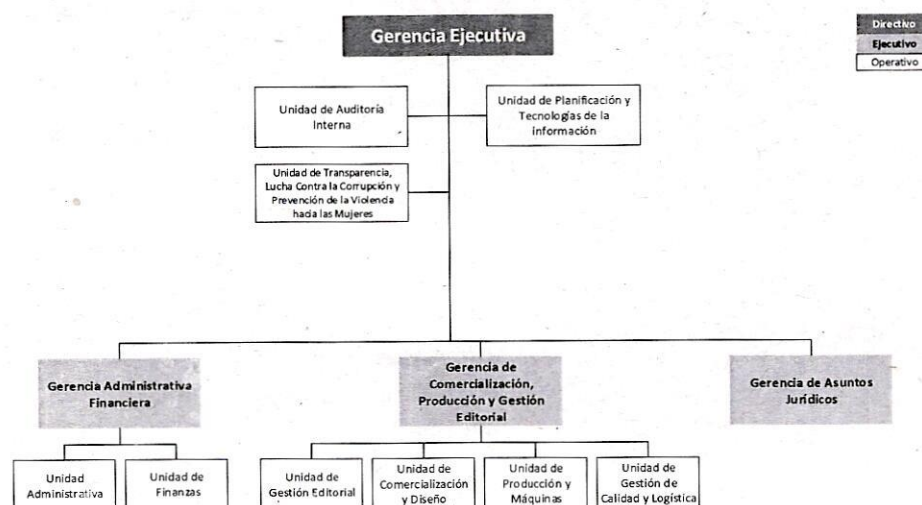 Gerencia Ejecutiva
Directivo
Ejecutivo
Operativo
Unidad de Auditoría
Interna
Unidad de Planificación y
Tecnologías de la
información
Unidad de Transparencia,
Lucha Contra la Corrupción y
Prevención de la Violencia
hacia las Mujeres
Gerencia Administrativa
Financiera
Gerencia de
Comercialización,
Producción y Gestión
Editorial
Gerencia de Asuntos
Jurídicos
Unidad
Administrativa
Unidad de
Finanzas
Unidad de
Gestión Editorial
Unidad de
Comercialización
y Diseño
Unidad de
Producción y
Máquinas
Unidad de
Gestión de
Calidad y Logística